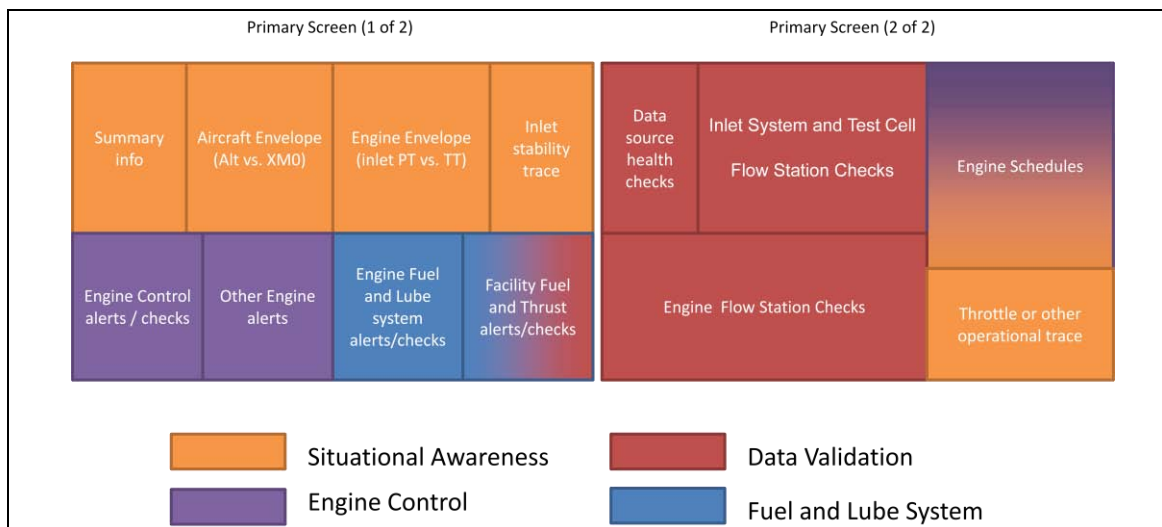 Primary Screen (1 of 2)
Primary Screen (2 of 2)
Summary
info
Aircraft Envelope
(Alt vs. XM0)
Engine Envelope
(inlet PT vs. TT)
Inlet
stability
trace
Data
source
health
checks
Inlet System and Test Cell
Flow Station Checks
Engine Schedules
Engine Control
alerts / checks
Other Engine
alerts
Engine Fuel
and Lube
system
alerts/checks
Facility Fuel
and Thrust
alerts/checks
Engine Flow Station Checks
Throttle or other
operational trace
Situational Awareness
Data Validation
Engine Control
Fuel and Lube System